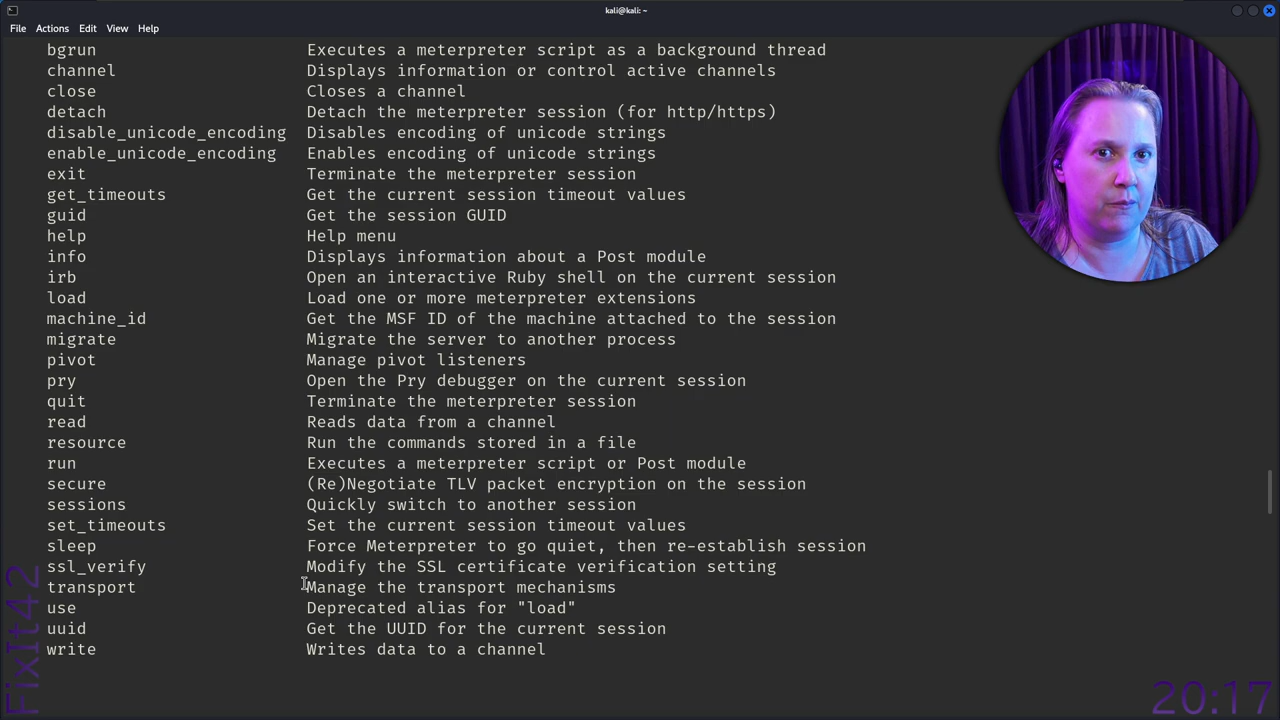 kali@kali: ~
File Actions Edit View Help
bgrun Executes a meterpreter script as a background thread
channel Displays information or control active channels
close Closes a channel
detach Detach the meterpreter session (for http/https)
disable_unicode_encoding Disables encoding of unicode strings
enable_unicode_encoding Enables encoding of unicode strings
exit Terminate the meterpreter session
get_timeouts Get the current session timeout values
guid Get the session GUID
help Help menu
info Displays information about a Post module
irb Open an interactive Ruby shell on the current session
load Load one or more meterpreter extensions
machine_id Get the MSF ID of the machine attached to the session
migrate Migrate the server to another process
pivot Manage pivot listeners
pry Open the Pry debugger on the current session
quit Terminate the meterpreter session
read Reads data from a channel
resource Run the commands stored in a file
run Executes a meterpreter script or Post module
secure (Re)Negotiate TLV packet encryption on the session
sessions Quickly switch to another session
set_timeouts Set the current session timeout values
sleep Force Meterpreter to go quiet, then re-establish session
ssl_verify Modify the SSL certificate verification setting
transport Manage the transport mechanisms
use Deprecated alias for "load"
uuid Get the UUID for the current session
write Writes data to a channel
FixIt42
20:17